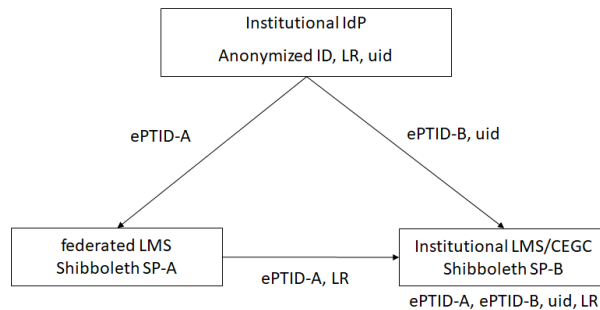 Institutional IdP
Anonymized ID, LR, uid
ePTID-A
ePTID-B, uid
federated LMS
Shibboleth SP-A
ePTID-A, LR
Institutional LMS/CEGC
Shibboleth SP-B
ePTID-A, ePTID-B, uid, LR